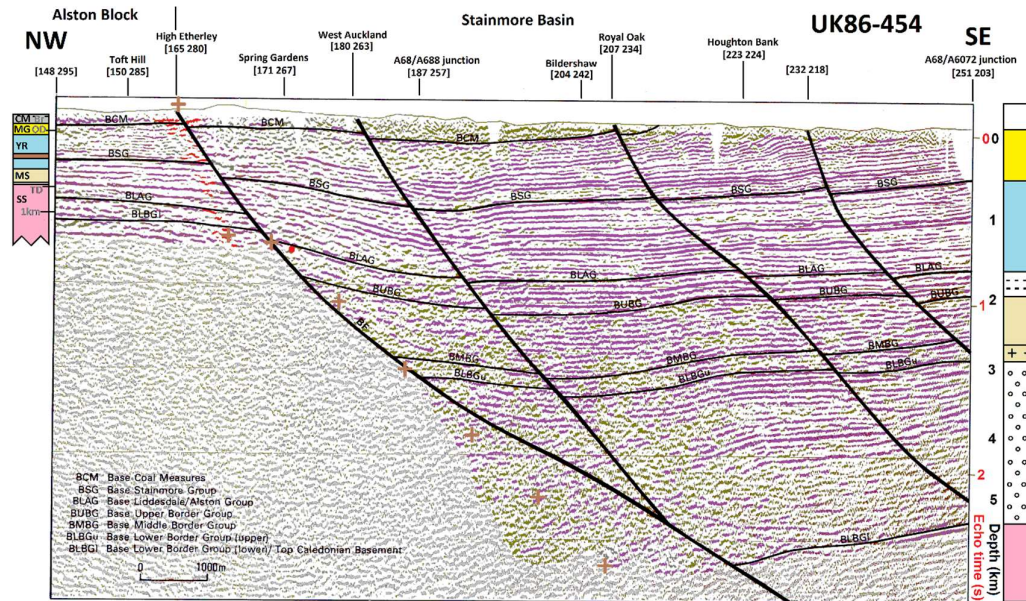 Alston Block
Stainmore Basin
UK86-454
NW
SE
High Etherley
[165 280]
West Auckland
[180 263]
Royal Oak
[207 234]
Houghton Bank
[223 224]
Toft Hill
[150 285]
Spring Gardens
[171 267]
A68/A688 junction
[187 257]
Bildershaw
[204 242]
A68/A6072 junction
[251 203]
[148 295]
[232 218]
CM
MG
YR
MS
SS
TD
1km
BCM
BCM
BCM
BSG
BSG
BSG
BSG
BLAG
BLAG
BLAG
BLAG
BLAG
BLBGl
BUBG
BUBG
BUBG
BUBG
BMBG
BMBG
BMBG
BLBGu
BLBGu
BLBGu
BLBGl
0 0
1
1 2
3
4
2
5
Echo time (s)
Depth (km)
BCM Base Coal Measures
BSG Base Stainmore Group
BLAG Base Liddesdale/Alston Group
BUBG Base Upper Border Group
BMBG Base Middle Border Group
BLBGu Base Lower Border Group (upper)
BLBGl Base Lower Border Group (lower)/ Top Caledonian Basement
0 1000m